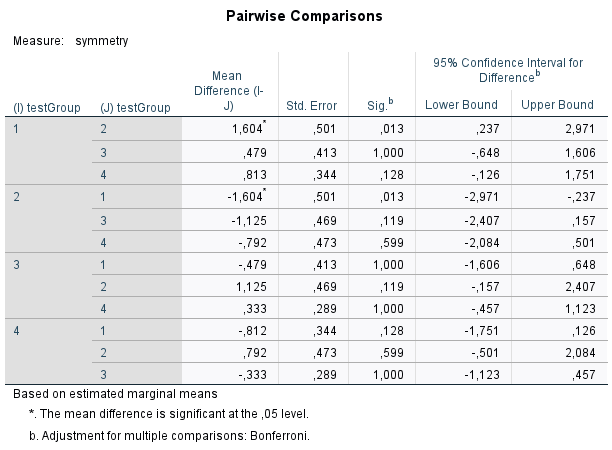 Pairwise Comparisons
Measure: symmetry
95% Confidence Interval for Difference^b
(I) testGroup (J) testGroup Mean Difference (I-J) Std. Error Sig.^b Lower Bound Upper Bound
1 2 1,604* ,501 ,013 ,237 2,971
3 ,479 ,413 1,000 -,648 1,606
4 ,813 ,344 ,128 -,126 1,751
2 1 -1,604* ,501 ,013 -2,971 -,237
3 -1,125 ,469 ,119 -2,407 ,157
4 -,792 ,473 ,599 -2,084 ,501
3 1 -,479 ,413 1,000 -1,606 ,648
2 1,125 ,469 ,119 -,157 2,407
4 ,333 ,289 1,000 -,457 1,123
4 1 -,812 ,344 ,128 -1,751 ,126
2 ,792 ,473 ,599 -,501 2,084
3 -,333 ,289 1,000 -1,123 ,457
Based on estimated marginal means
*. The mean difference is significant at the ,05 level.
b. Adjustment for multiple comparisons: Bonferroni.